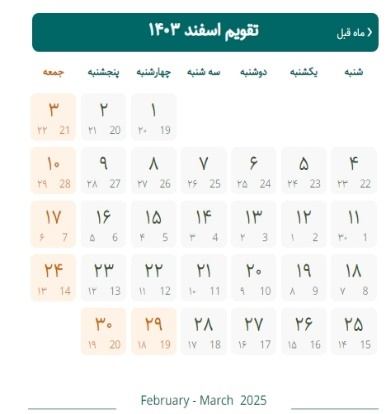 ❮ ماه قبل تقویم اسفند ۱۴۰۳
شنبه یکشنبه دوشنبه سه شنبه چهارشنبه پنجشنبه جمعه
۱ ۲ ۳
19 ۲۰ 20 ۲۱ 21 ۲۲
۴ ۵ ۶ ۷ ۸ ۹ ۱۰
22 ۲۳ 23 ۲۴ 24 ۲۵ 25 ۲۶ 26 ۲۷ 27 ۲۸ 28 ۲۹
۱۱ ۱۲ ۱۳ ۱۴ ۱۵ ۱۶ ۱۷
1 ۳۰ 2 ۱ 3 ۲ 4 ۳ 5 ۴ 6 ۵ 7 ۶
۱۸ ۱۹ ۲۰ ۲۱ ۲۲ ۲۳ ۲۴
8 ۷ 9 ۸ 10 ۹ 11 ۱۰ 12 ۱۱ 13 ۱۲ 14 ۱۳
۲۵ ۲۶ ۲۷ ۲۸ ۲۹ ۳۰
15 ۱۴ 16 ۱۵ 17 ۱۶ 18 ۱۷ 19 ۱۸ 20 ۱۹
February - March 2025